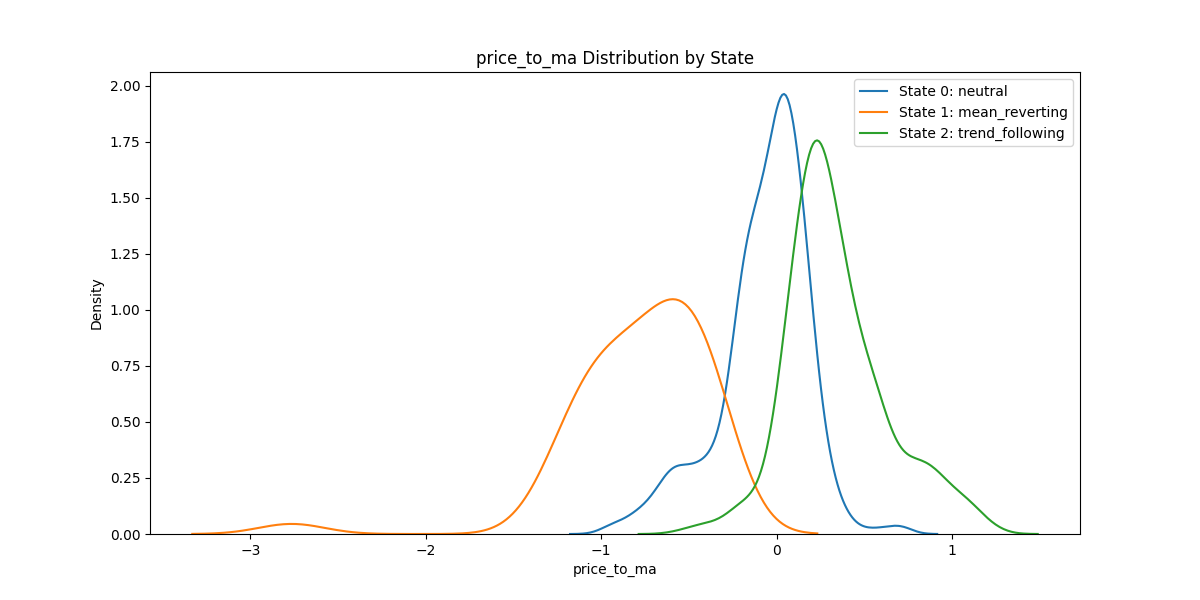 price_to_ma Distribution by State
State 0: neutral
State 1: mean_reverting
State 2: trend_following
Density
2.00
1.75
1.50
1.25
1.00
0.75
0.50
0.25
0.00
−3
−2
−1
0
1
price_to_ma